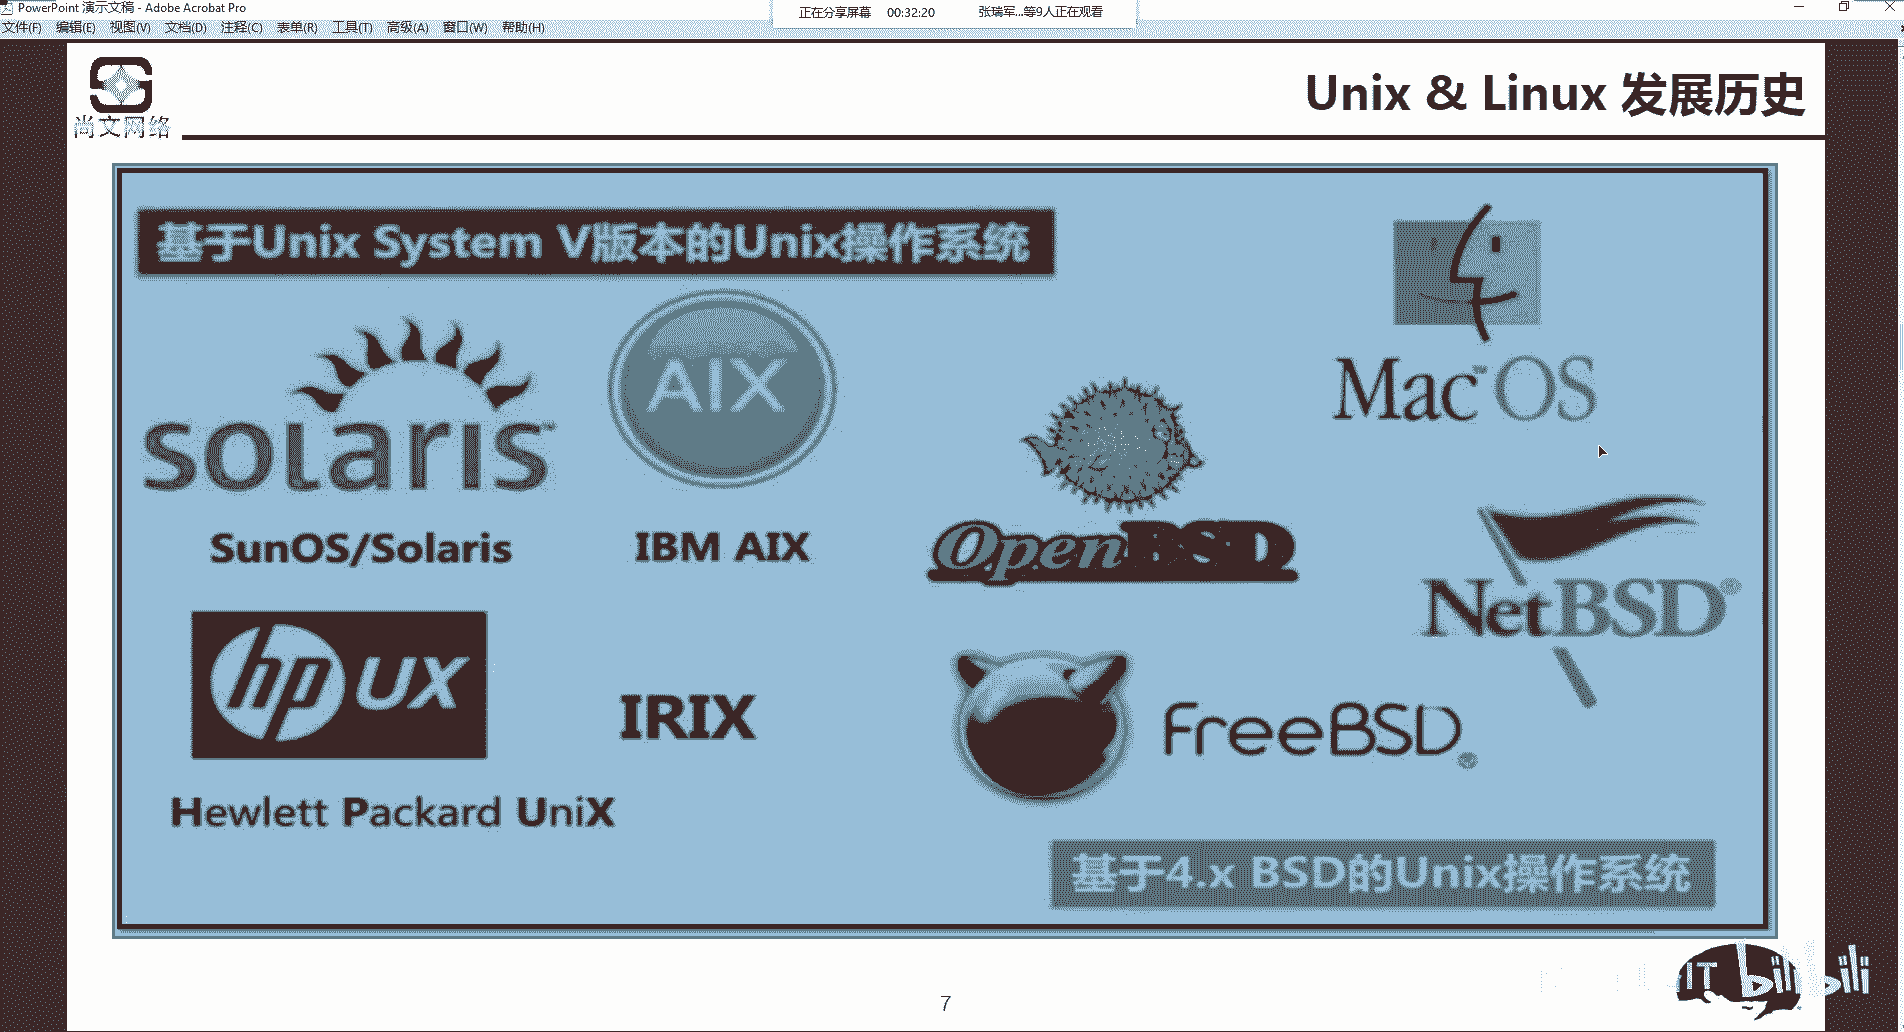 PowerPoint 演示文稿 - Adobe Acrobat Pro
正在分享屏幕 00:32:20 张瑞军...等9人正在观看
文件(F) 编辑(E) 视图(V) 文档(D) 注释(C) 表单(R) 工具(T) 高级(A) 窗口(W) 帮助(H)
尚文网络
Unix & Linux 发展历史
基于Unix System V版本的Unix操作系统
solaris
AIX
Mac OS
SunOS/Solaris
IBM AIX
OpenBSD
NetBSD
hp UX
IRIX
FreeBSD
Hewlett Packard UniX
基于4.x BSD的Unix操作系统
7
IT
bilibili